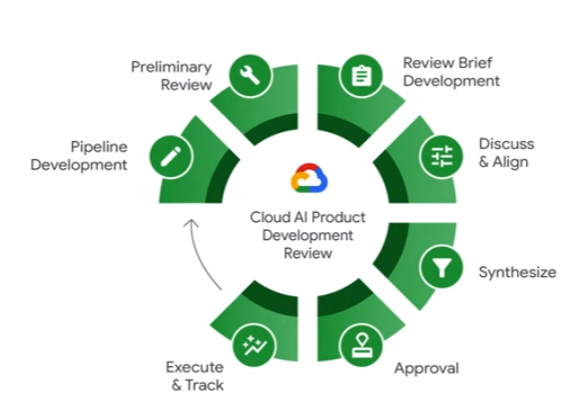 Preliminary
Review
Review Brief
Development
Pipeline
Development
Discuss
& Align
Cloud AI Product
Development
Review
Synthesize
Execute
& Track
Approval